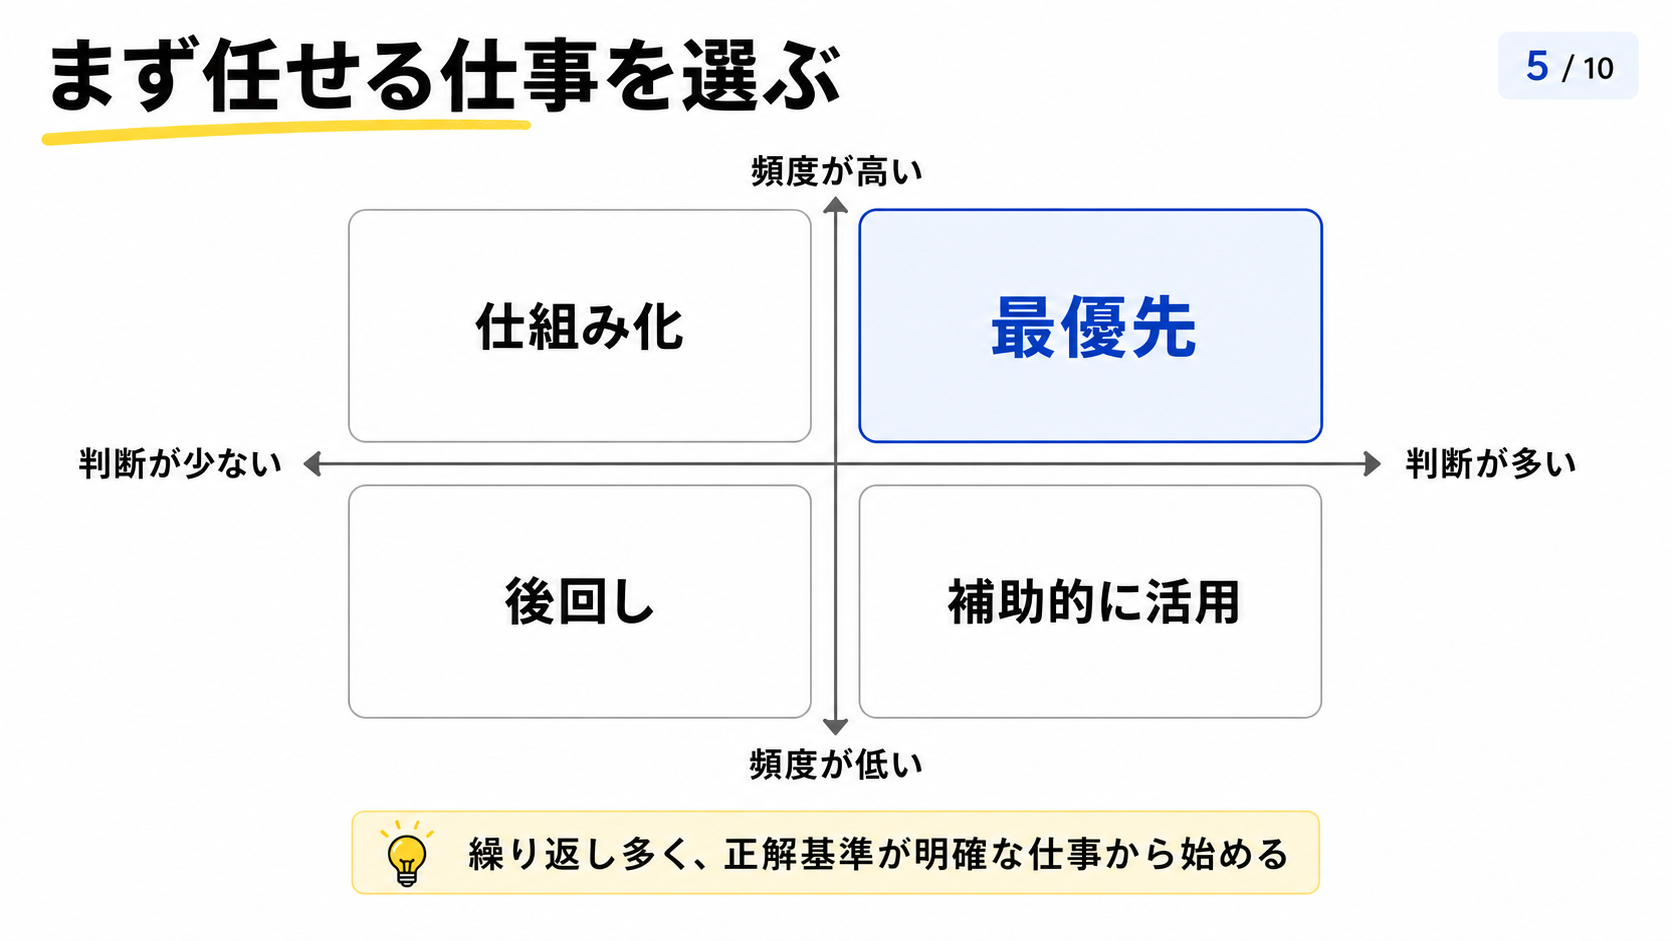 まず任せる仕事を選ぶ
5 / 10
頻度が高い
仕組み化
最優先
判断が少ない
判断が多い
後回し
補助的に活用
頻度が低い
繰り返し多く、正解基準が明確な仕事から始める